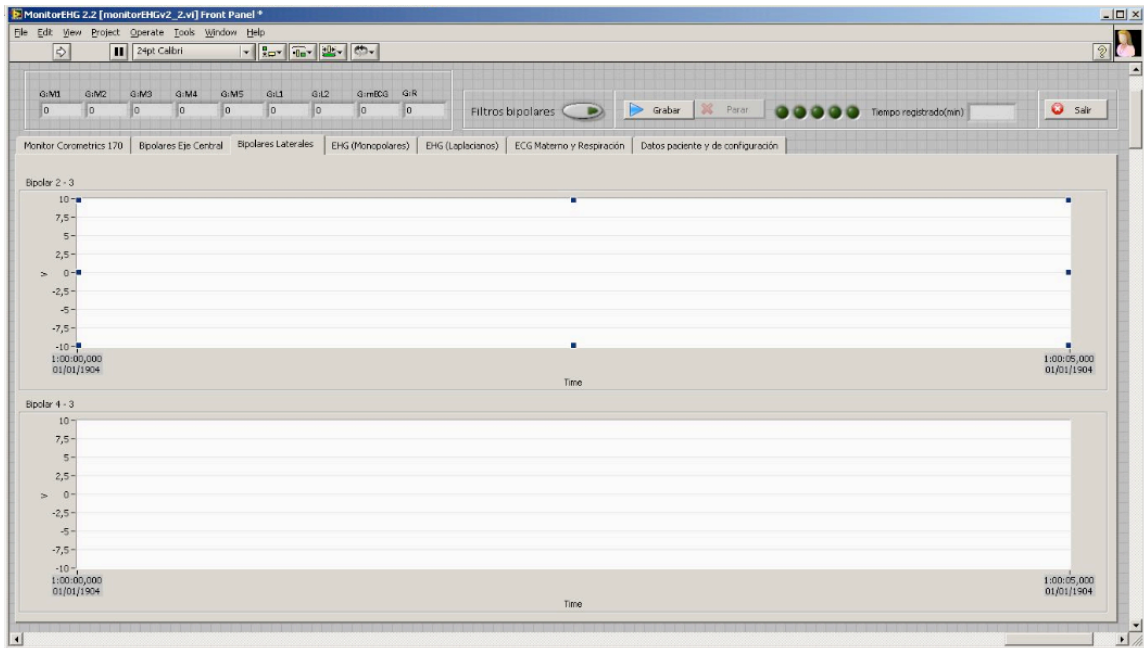 MonitorEHG 2.2 [monitorEHGv2_2.vi] Front Panel *
File Edit View Project Operate Tools Window Help
24pt Calibri
G:M1 G:M2 G:M3 G:M4 G:M5 G:L1 G:L2 G:mECG G:R
0 0 0 0 0 0 0 0 0
Filtros bipolares Grabar Parar Tiempo registrado(min) Salir
Monitor Corometrics 170 Bipolares Eje Central Bipolares Laterales EHG (Monopolares) EHG (Laplacianos) ECG Materno y Respiración Datos paciente y de configuración
Bipolar 2 - 3
10
7,5
5
2,5
V 0
-2,5
-5
-7,5
-10
1:00:00,000 1:00:05,000
01/01/1904 01/01/1904
Time
Bipolar 4 - 3
10
7,5
5
2,5
V 0
-2,5
-5
-7,5
-10
1:00:00,000 1:00:05,000
01/01/1904 01/01/1904
Time